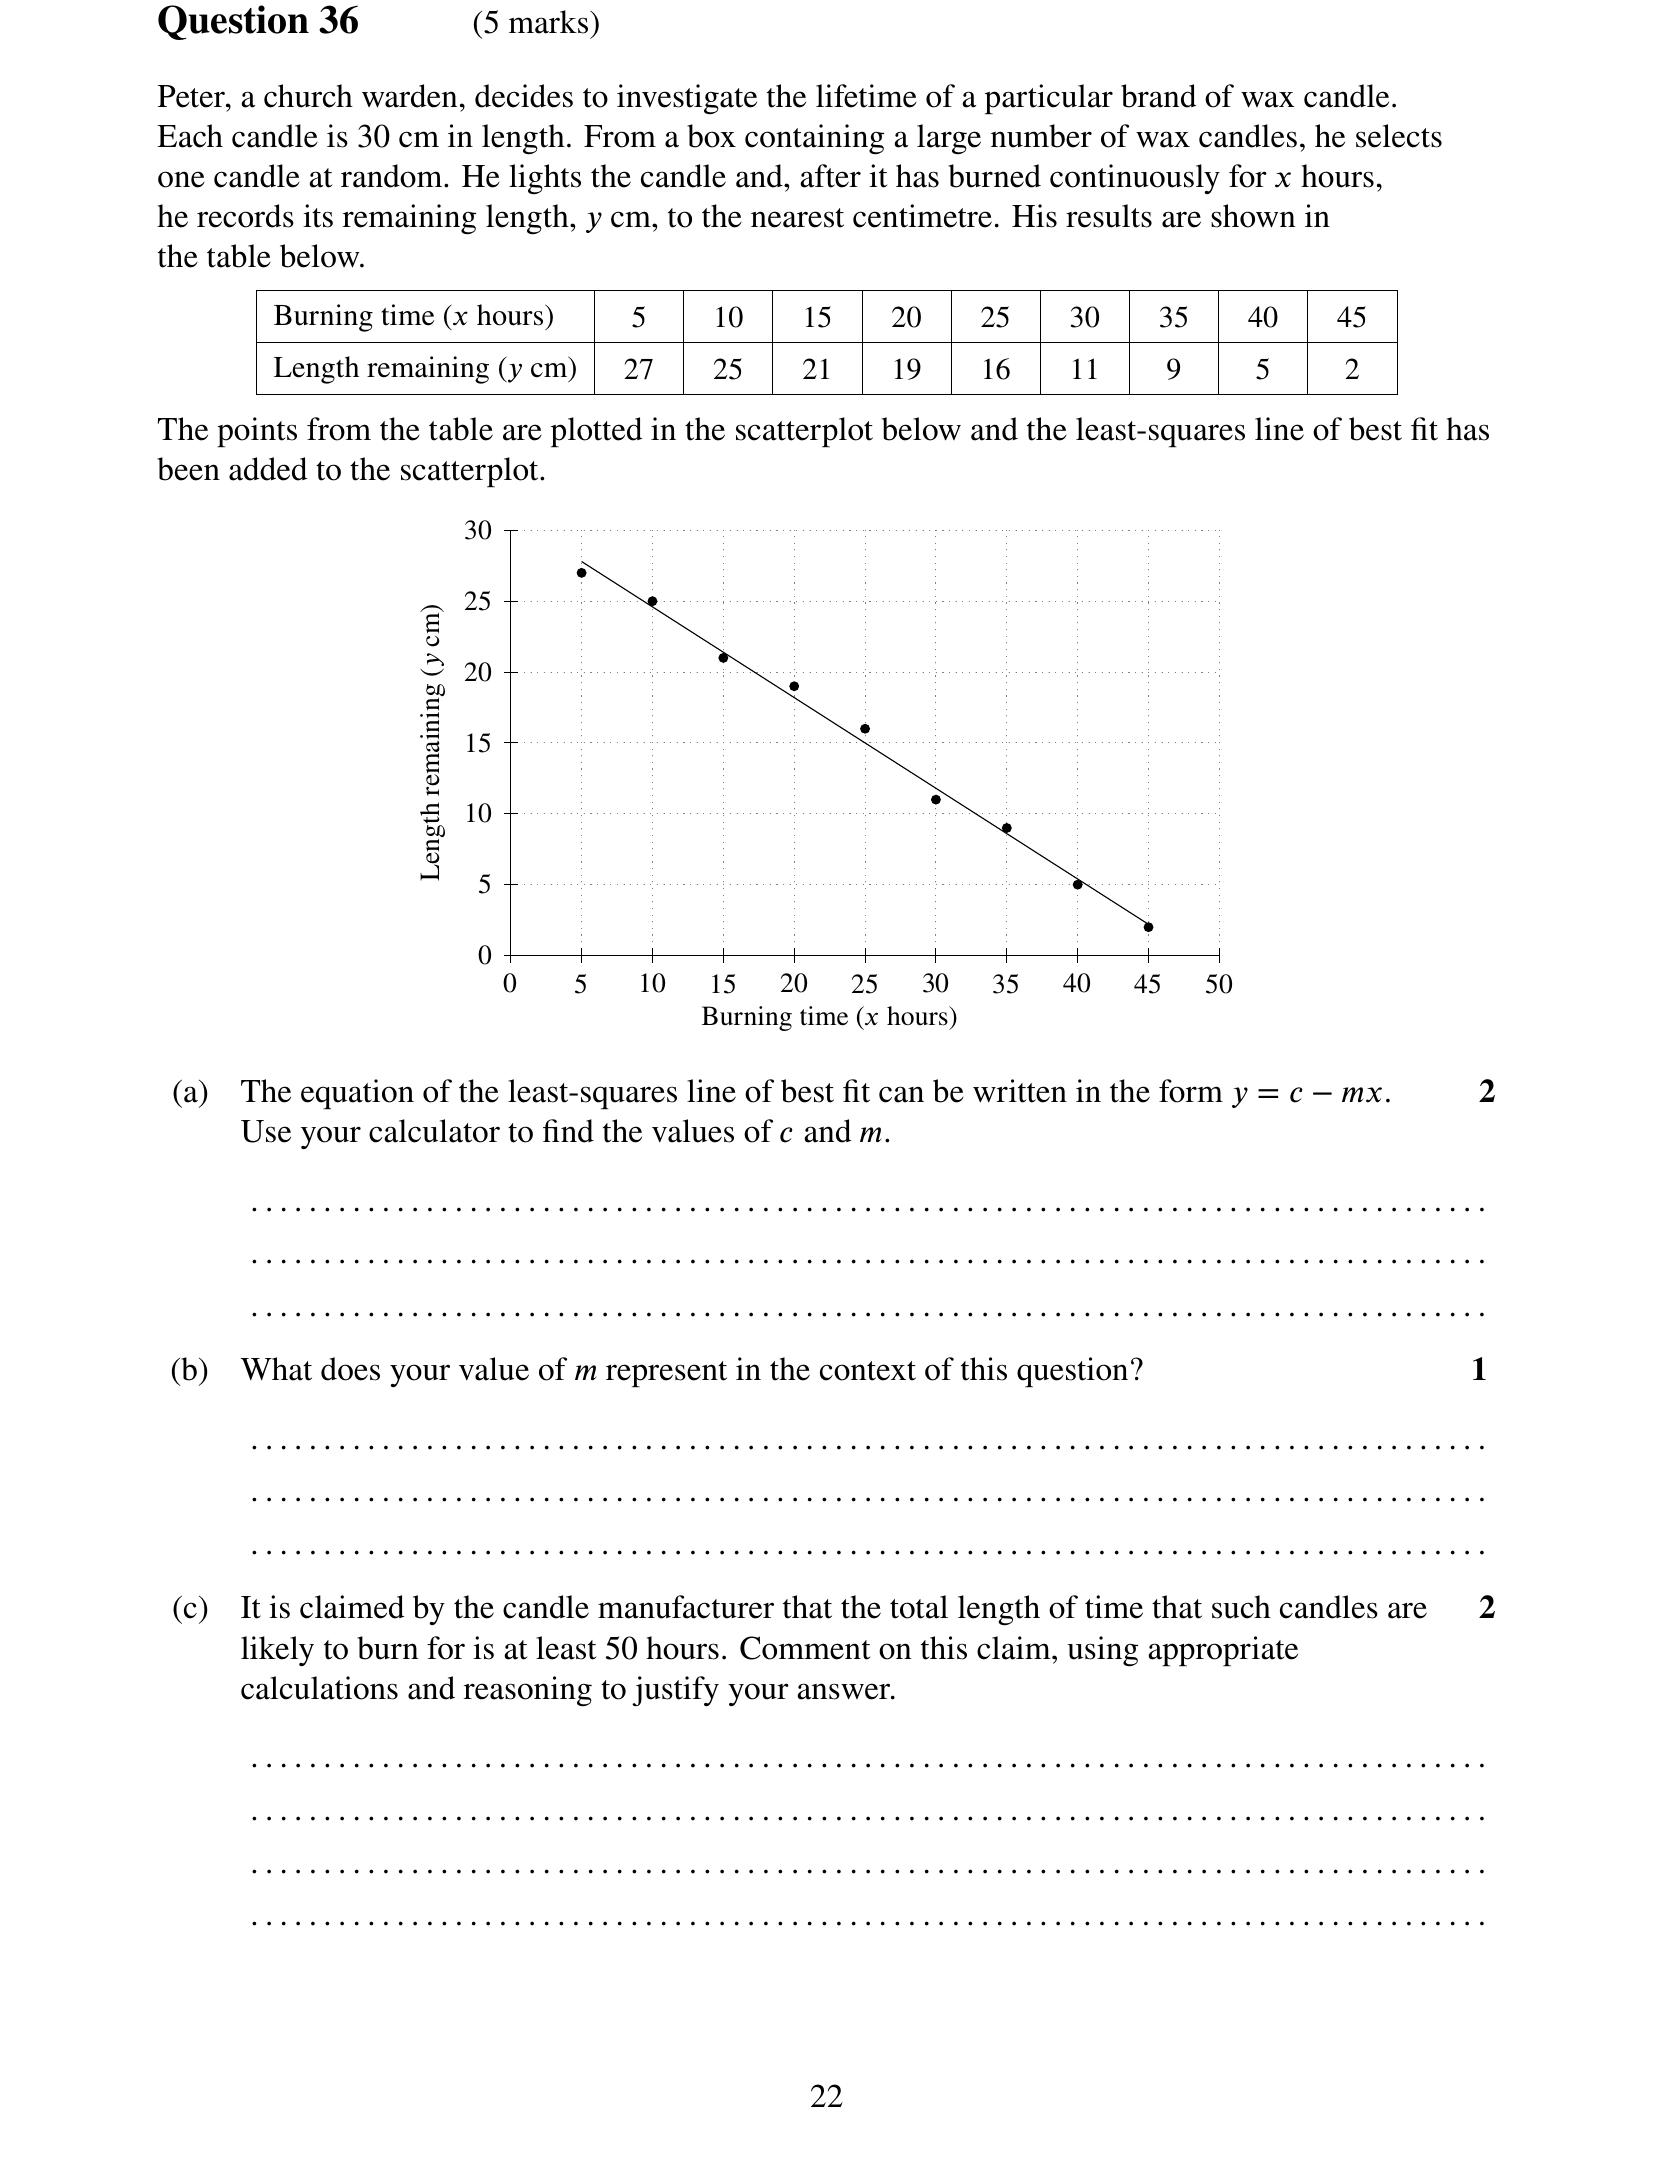 Question 36 (5 marks)
Peter, a church warden, decides to investigate the lifetime of a particular brand of wax candle.
Each candle is 30 cm in length. From a box containing a large number of wax candles, he selects
one candle at random. He lights the candle and, after it has burned continuously for x hours,
he records its remaining length, y cm, to the nearest centimetre. His results are shown in
the table below.
Burning time (x hours) 5 10 15 20 25 30 35 40 45
Length remaining (y cm) 27 25 21 19 16 11 9 5 2
The points from the table are plotted in the scatterplot below and the least-squares line of best fit has
been added to the scatterplot.
30
25
20
15
10
5
0
Length remaining (y cm)
0 5 10 15 20 25 30 35 40 45 50
Burning time (x hours)
(a) The equation of the least-squares line of best fit can be written in the form y = c − mx. 2
Use your calculator to find the values of c and m.
(b) What does your value of m represent in the context of this question? 1
(c) It is claimed by the candle manufacturer that the total length of time that such candles are 2
likely to burn for is at least 50 hours. Comment on this claim, using appropriate
calculations and reasoning to justify your answer.
22